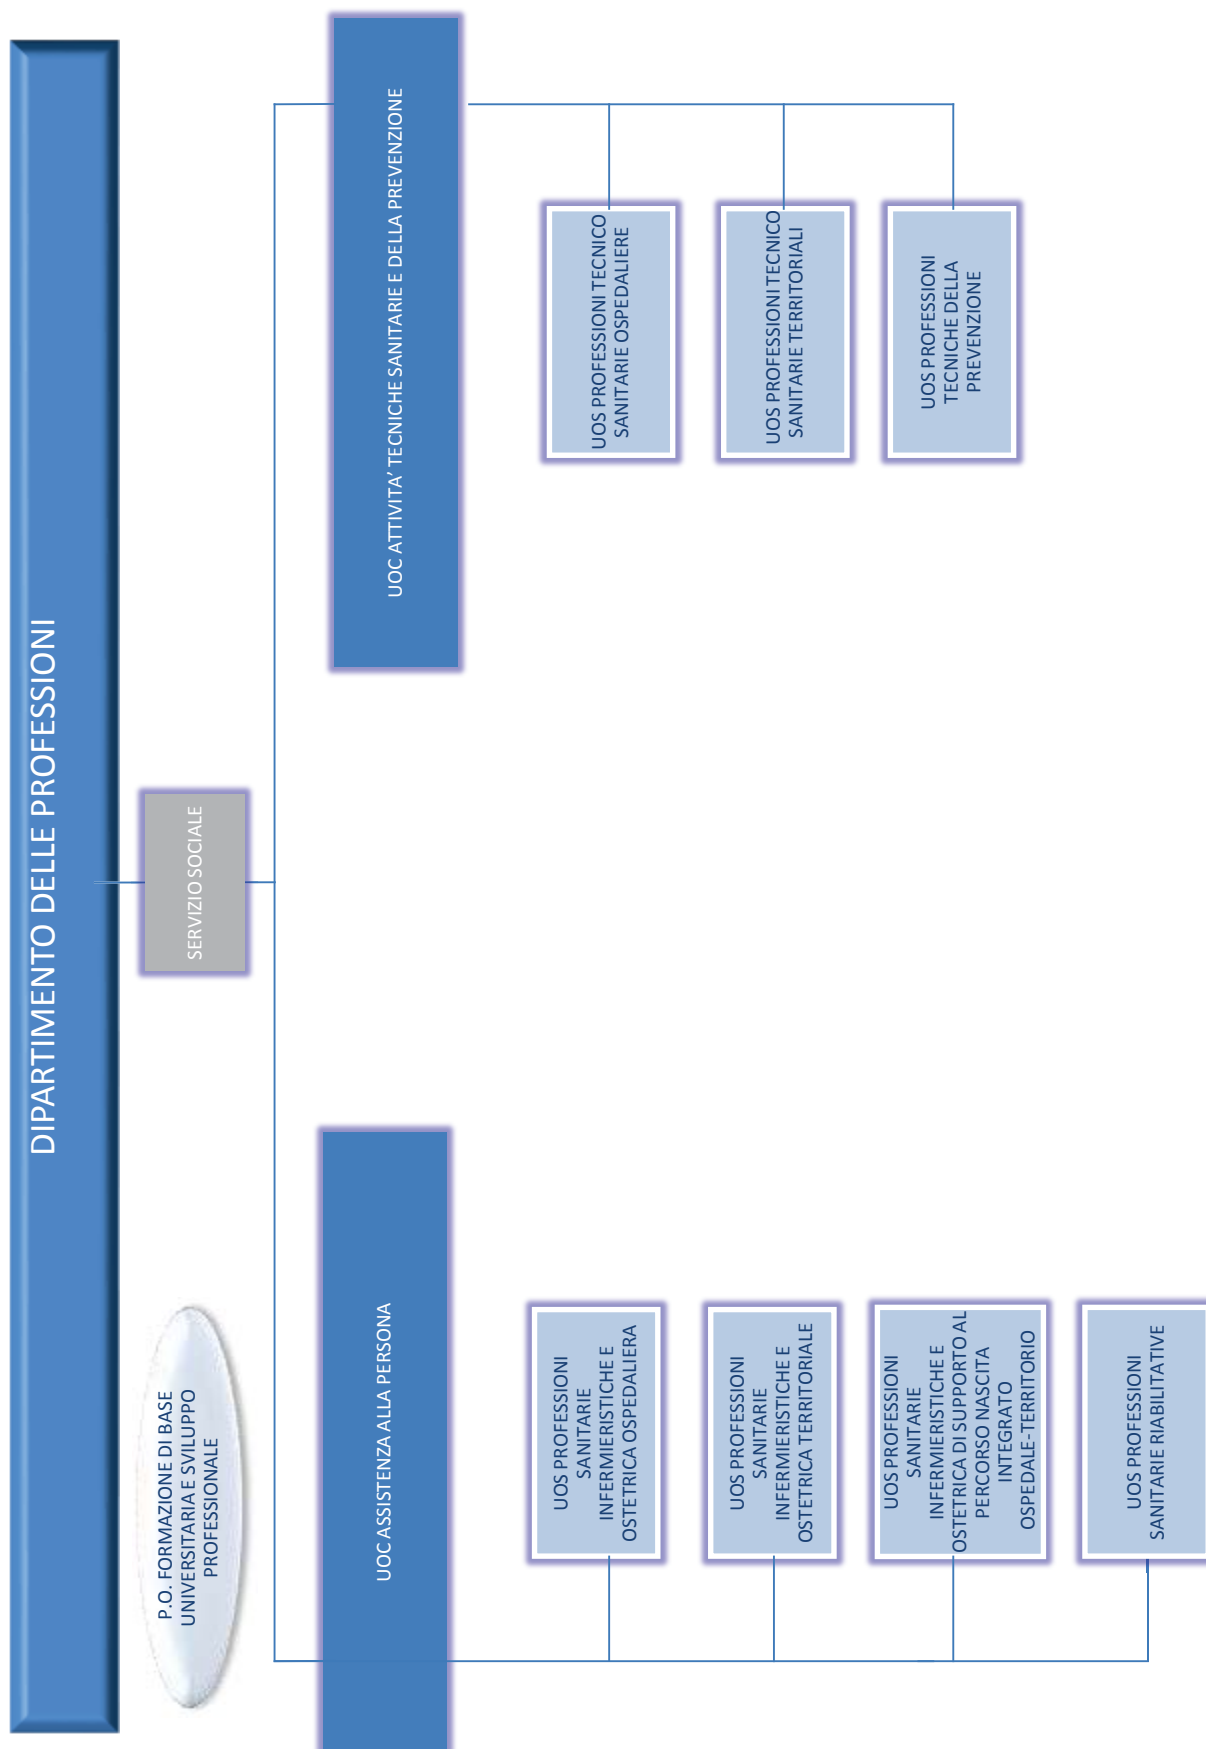 DIPARTIMENTO DELLE PROFESSIONI
P.O. FORMAZIONE DI BASE
UNIVERSITARIA E SVILUPPO
PROFESSIONALE
SERVIZIO SOCIALE
UOC ASSISTENZA ALLA PERSONA
UOC ATTIVITA’ TECNICHE SANITARIE E DELLA PREVENZIONE
UOS PROFESSIONI
SANITARIE
INFERMIERISTICHE E
OSTETRICA OSPEDALIERA
UOS PROFESSIONI TECNICO
SANITARIE OSPEDALIERE
UOS PROFESSIONI
SANITARIE
INFERMIERISTICHE E
OSTETRICA TERRITORIALE
UOS PROFESSIONI TECNICO
SANITARIE TERRITORIALI
UOS PROFESSIONI
SANITARIE
INFERMIERISTICHE E
OSTETRICA DI SUPPORTO AL
PERCORSO NASCITA
INTEGRATO
OSPEDALE-TERRITORIO
UOS PROFESSIONI
TECNICHE DELLA
PREVENZIONE
UOS PROFESSIONI
SANITARIE RIABILITATIVE